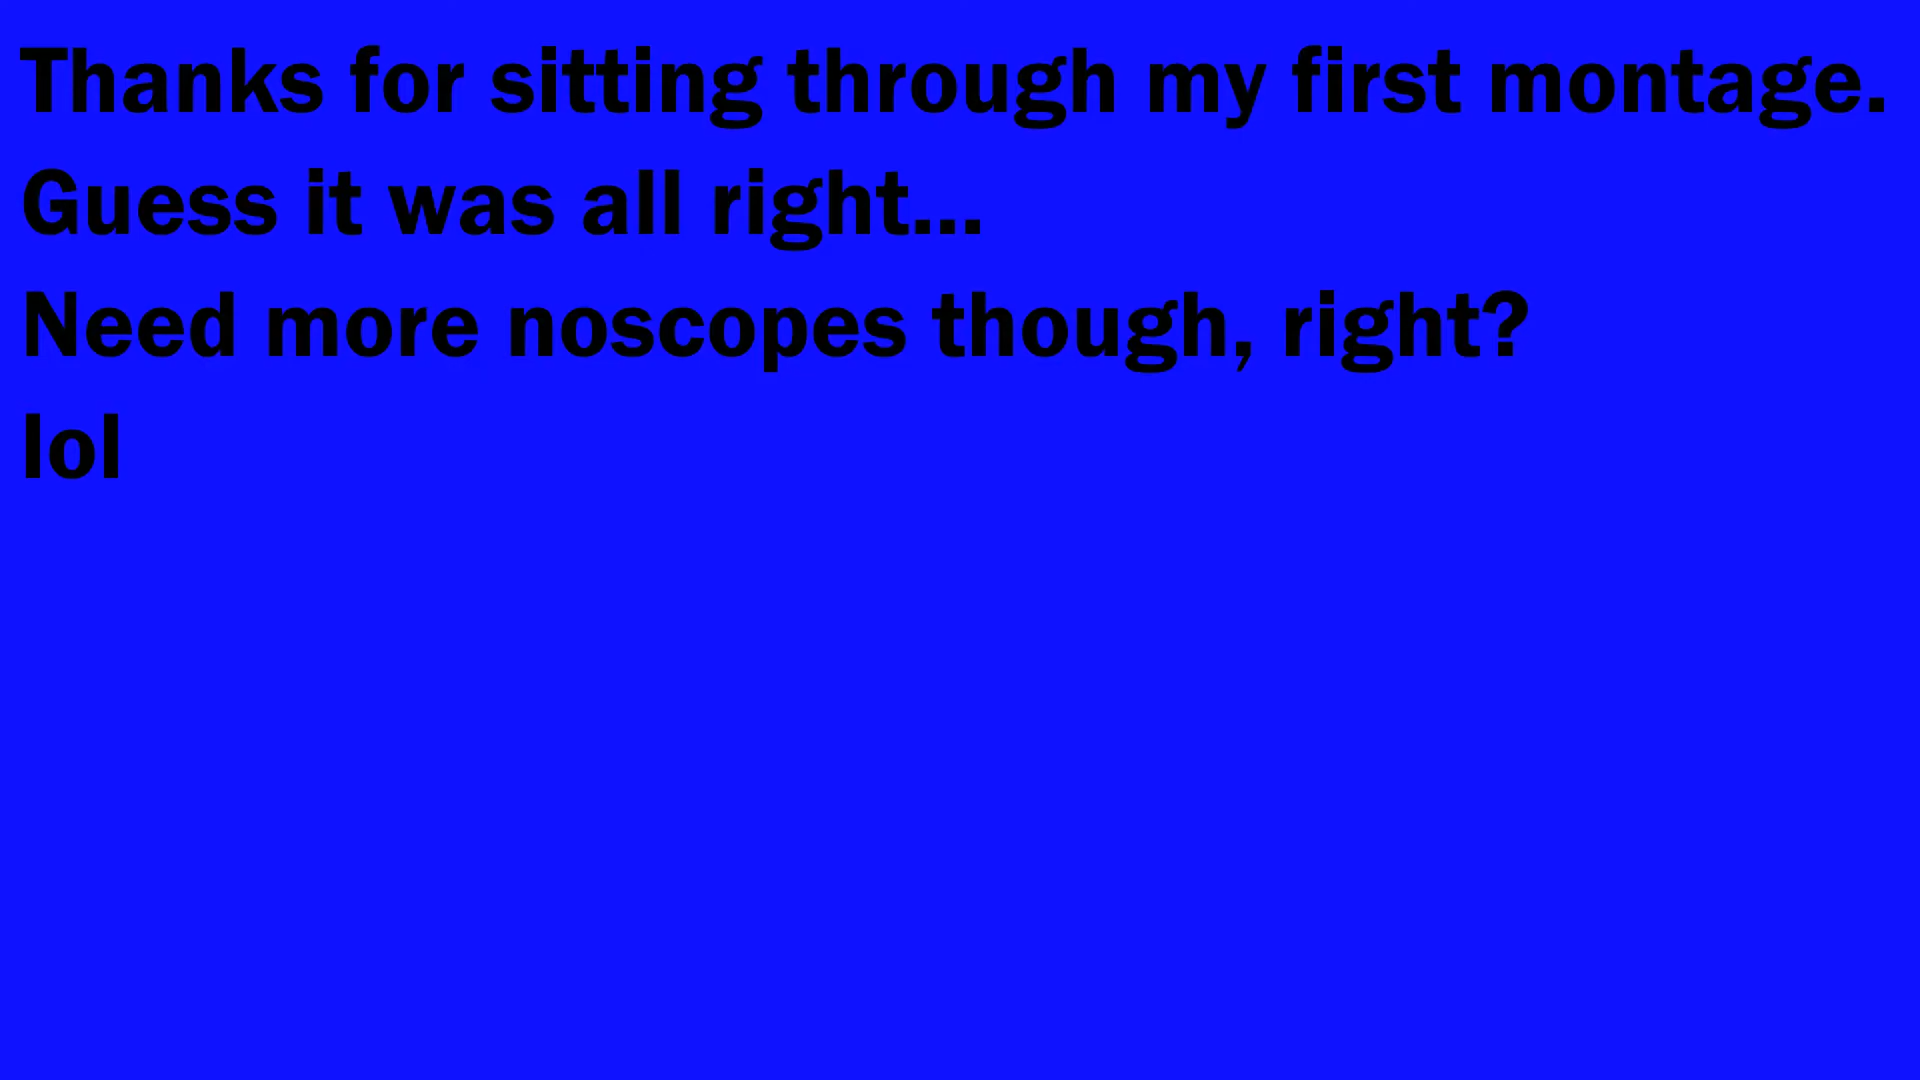 Thanks for sitting through my first montage.
Guess it was all right...
Need more noscopes though, right?
lol